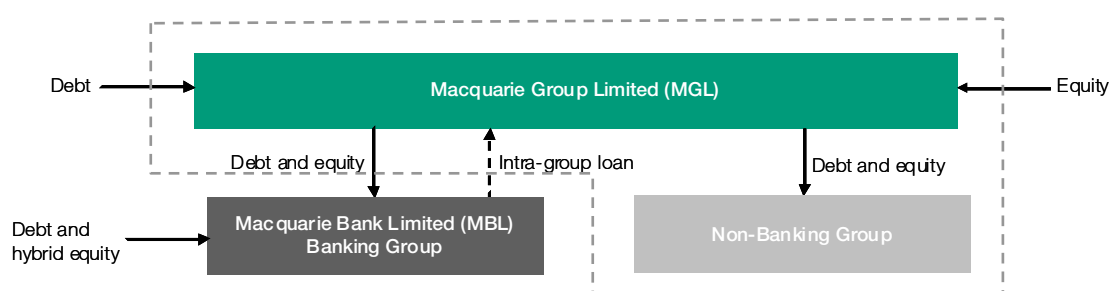 Debt
Macquarie Group Limited (MGL)
Equity
Debt and equity
Intra-group loan
Debt and equity
Debt and
hybrid equity
Macquarie Bank Limited (MBL)
Banking Group
Non-Banking Group